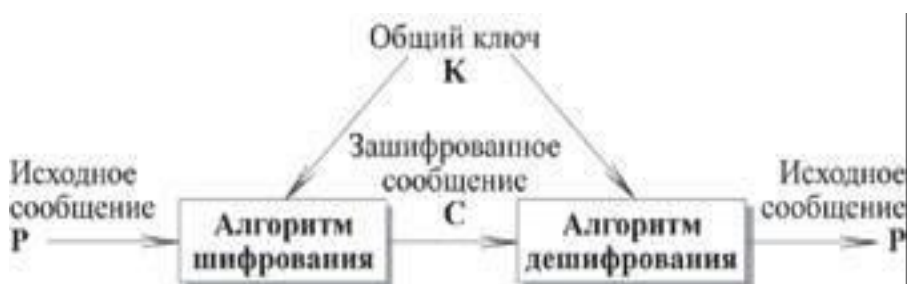 Общий ключ
K
Зашифрованное
сообщение
C
Исходное
сообщение
P
Алгоритм
шифрования
Алгоритм
дешифрования
Исходное
сообщение
P